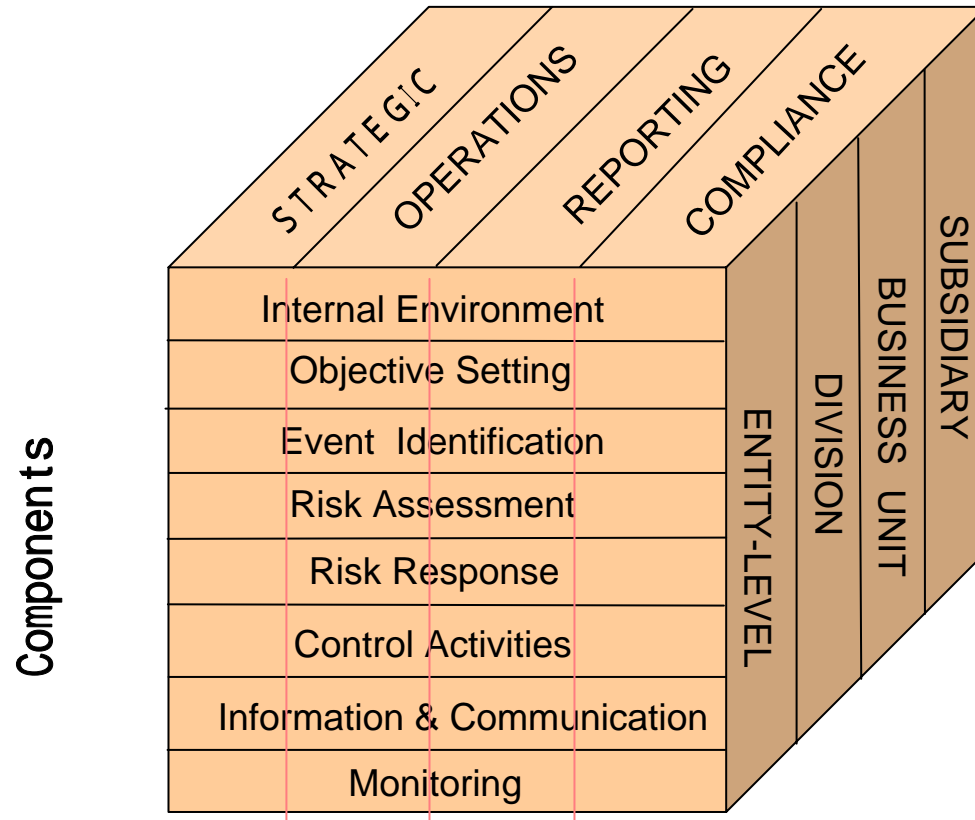 STRATEGIC
OPERATIONS
REPORTING
COMPLIANCE
Components
Internal Environment
Objective Setting
Event Identification
Risk Assessment
Risk Response
Control Activities
Information & Communication
Monitoring
ENTITY-LEVEL
DIVISION
BUSINESS UNIT
SUBSIDIARY